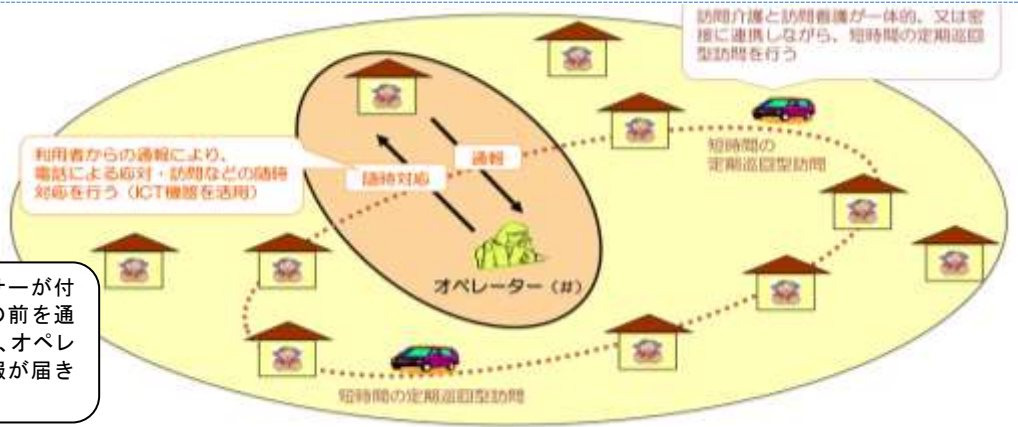 訪問介護と訪問看護が一体的、又は密
接に連携しながら、短時間の定期巡回
型訪問を行う
利用者からの通報により、
電話による応対・訪問などの随時
対応を行う（ICT機器を活用）
通報
随時対応
短時間の
定期巡回型訪問
オペレーター（#）
サーが付
の前を通
、オペレ
報が届き
短時間の定期巡回型訪問